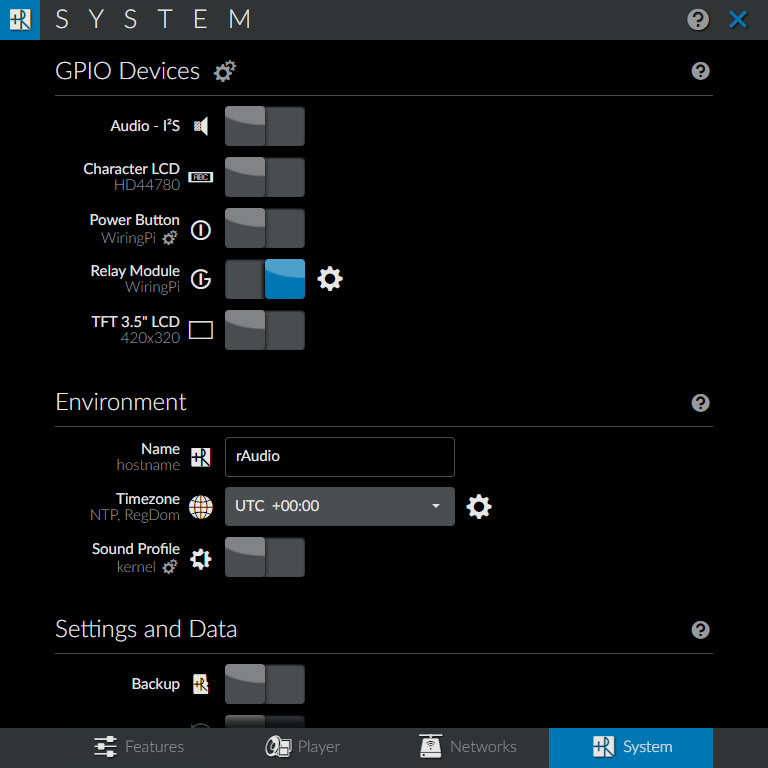 SYSTEM
GPIO Devices
Audio - I²S
Character LCD
HD44780
ABC
Power Button
WiringPi
Relay Module
WiringPi
TFT 3.5" LCD
420x320
Environment
Name
hostname
rAudio
Timezone
NTP, RegDom
UTC +00:00
Sound Profile
kernel
Settings and Data
Backup
Features Player Networks System